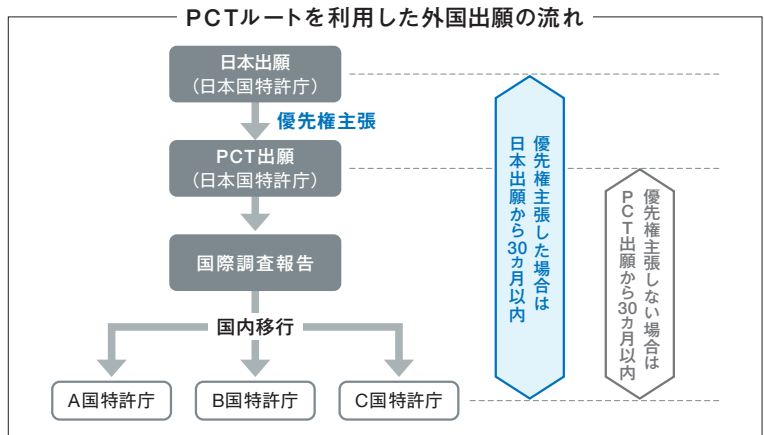 PCTルートを利用した外国出願の流れ
日本出願
（日本国特許庁）
優先権主張
PCT出願
（日本国特許庁）
国際調査報告
国内移行
A国特許庁
B国特許庁
C国特許庁
優先権主張した場合は
日本出願から30ヵ月以内
優先権主張しない場合は
PCT出願から30ヵ月以内